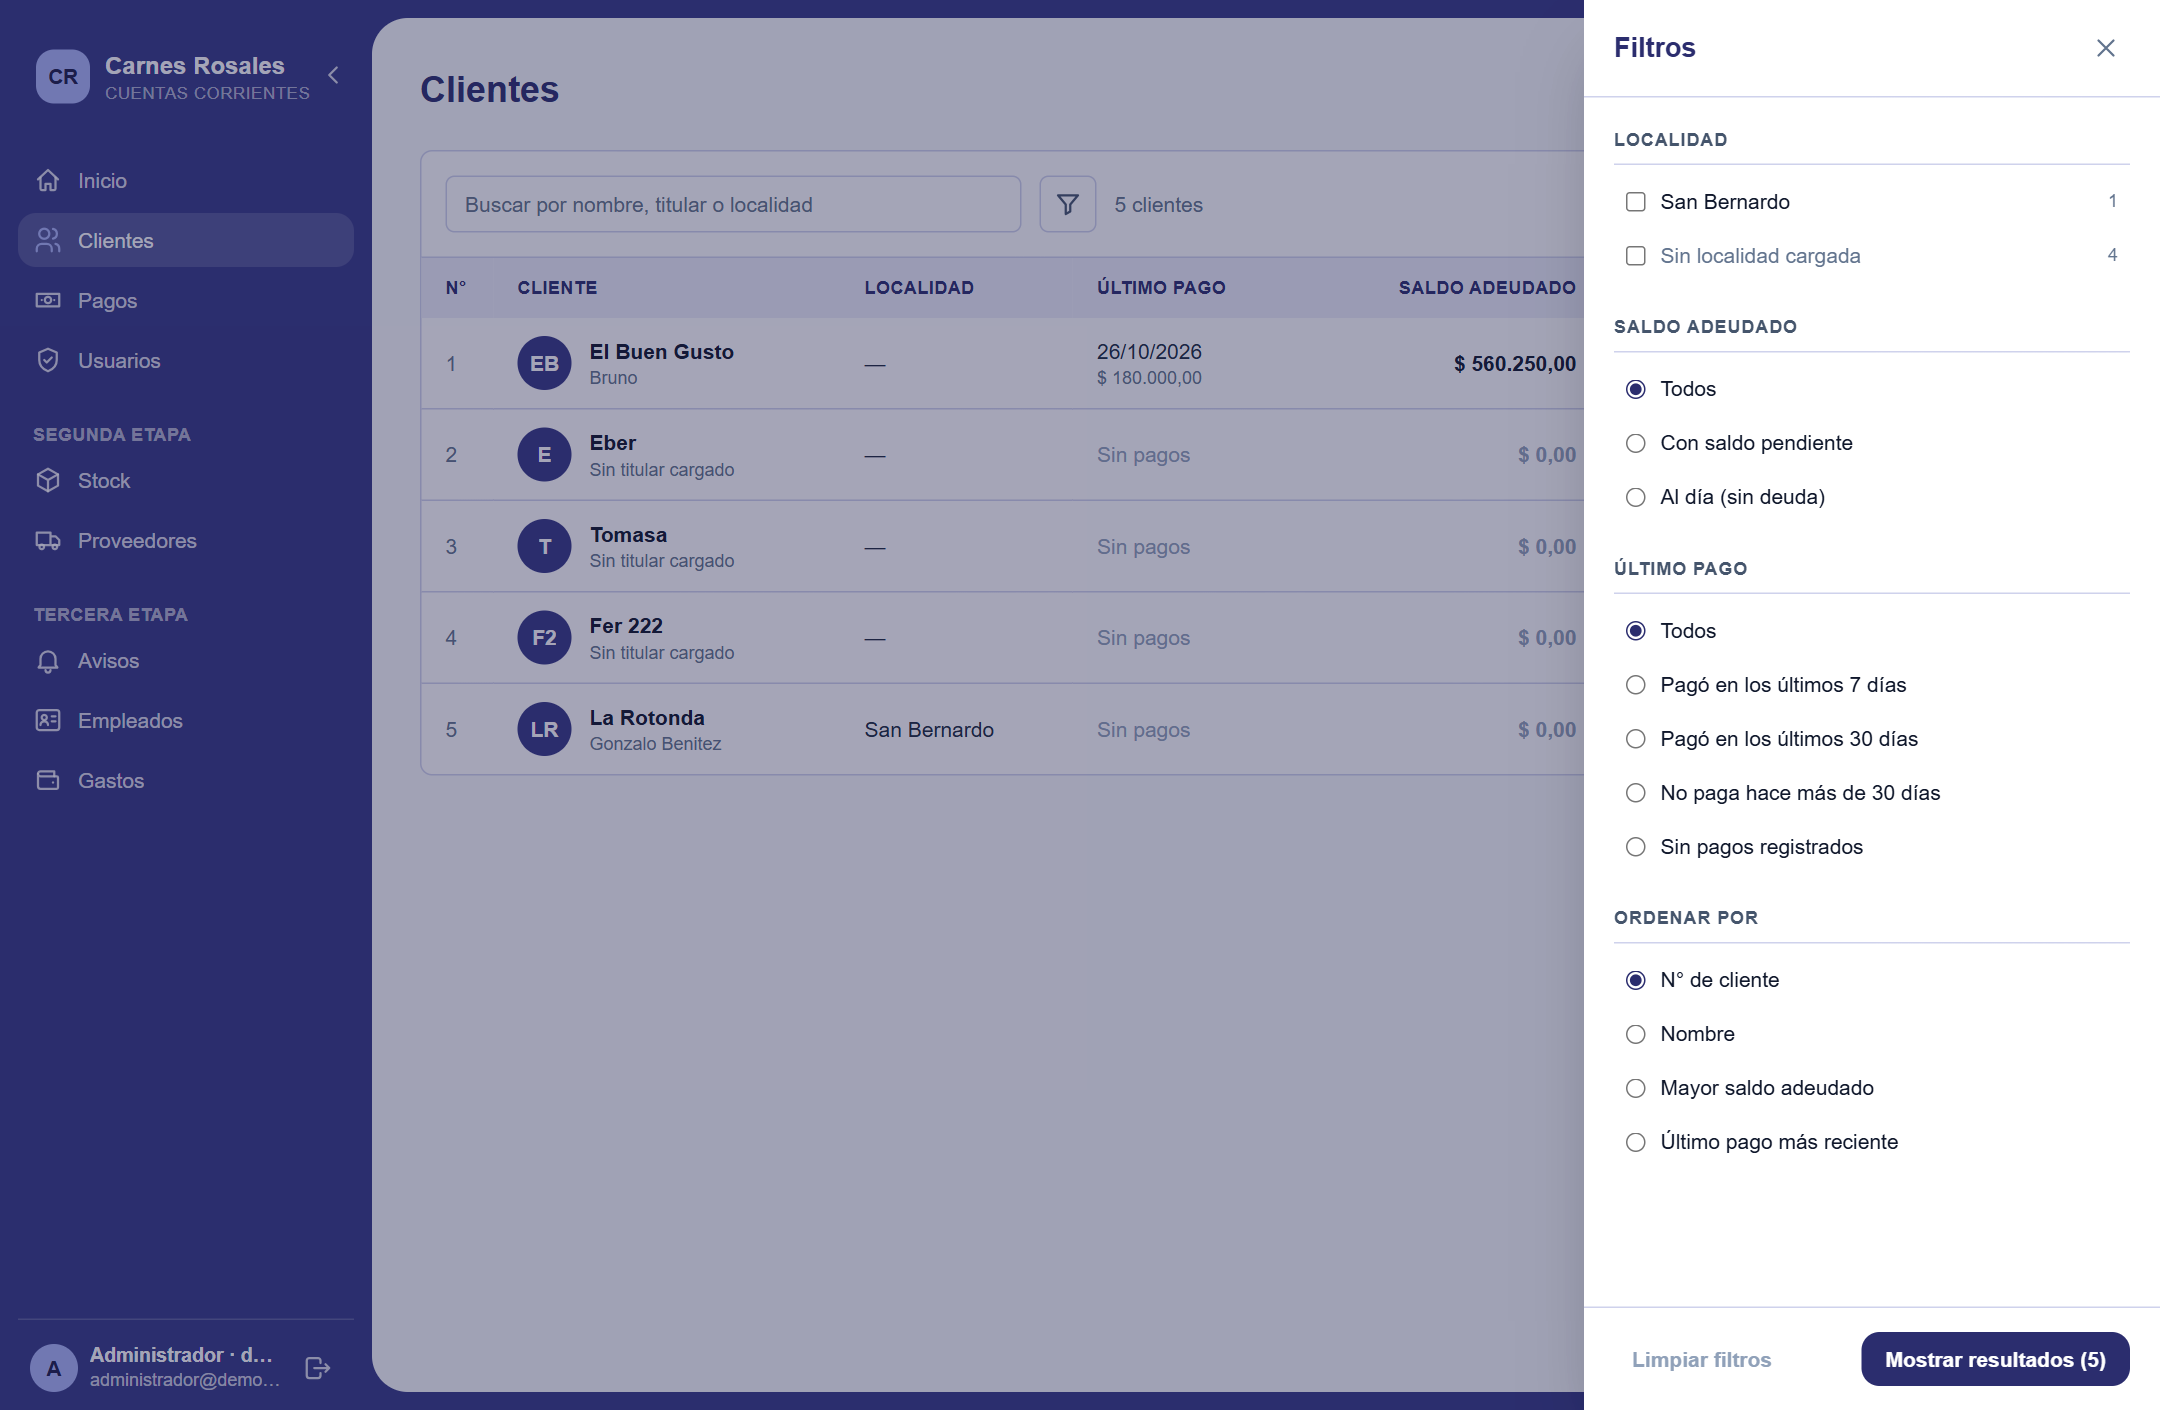 CR
Carnes Rosales
CUENTAS CORRIENTES
Inicio
Clientes
Pagos
Usuarios
SEGUNDA ETAPA
Stock
Proveedores
TERCERA ETAPA
Avisos
Empleados
Gastos
A
Administrador · d...
administrador@demo...
Clientes
Buscar por nombre, titular o localidad
5 clientes
N° CLIENTE LOCALIDAD ÚLTIMO PAGO SALDO ADEUDADO
1 EB El Buen Gusto — 26/10/2026 $ 560.250,00
Bruno $ 180.000,00
2 E Eber — Sin pagos $ 0,00
Sin titular cargado
3 T Tomasa — Sin pagos $ 0,00
Sin titular cargado
4 F2 Fer 222 — Sin pagos $ 0,00
Sin titular cargado
5 LR La Rotonda San Bernardo Sin pagos $ 0,00
Gonzalo Benitez
Filtros
LOCALIDAD
San Bernardo 1
Sin localidad cargada 4
SALDO ADEUDADO
Todos
Con saldo pendiente
Al día (sin deuda)
ÚLTIMO PAGO
Todos
Pagó en los últimos 7 días
Pagó en los últimos 30 días
No paga hace más de 30 días
Sin pagos registrados
ORDENAR POR
N° de cliente
Nombre
Mayor saldo adeudado
Último pago más reciente
Limpiar filtros
Mostrar resultados (5)